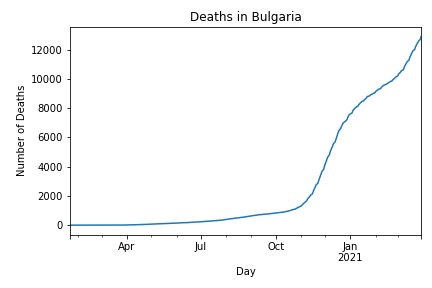 Deaths in Bulgaria
12000
10000
8000
6000
4000
2000
0
Number of Deaths
Apr
Jul
Oct
Jan
2021
Day